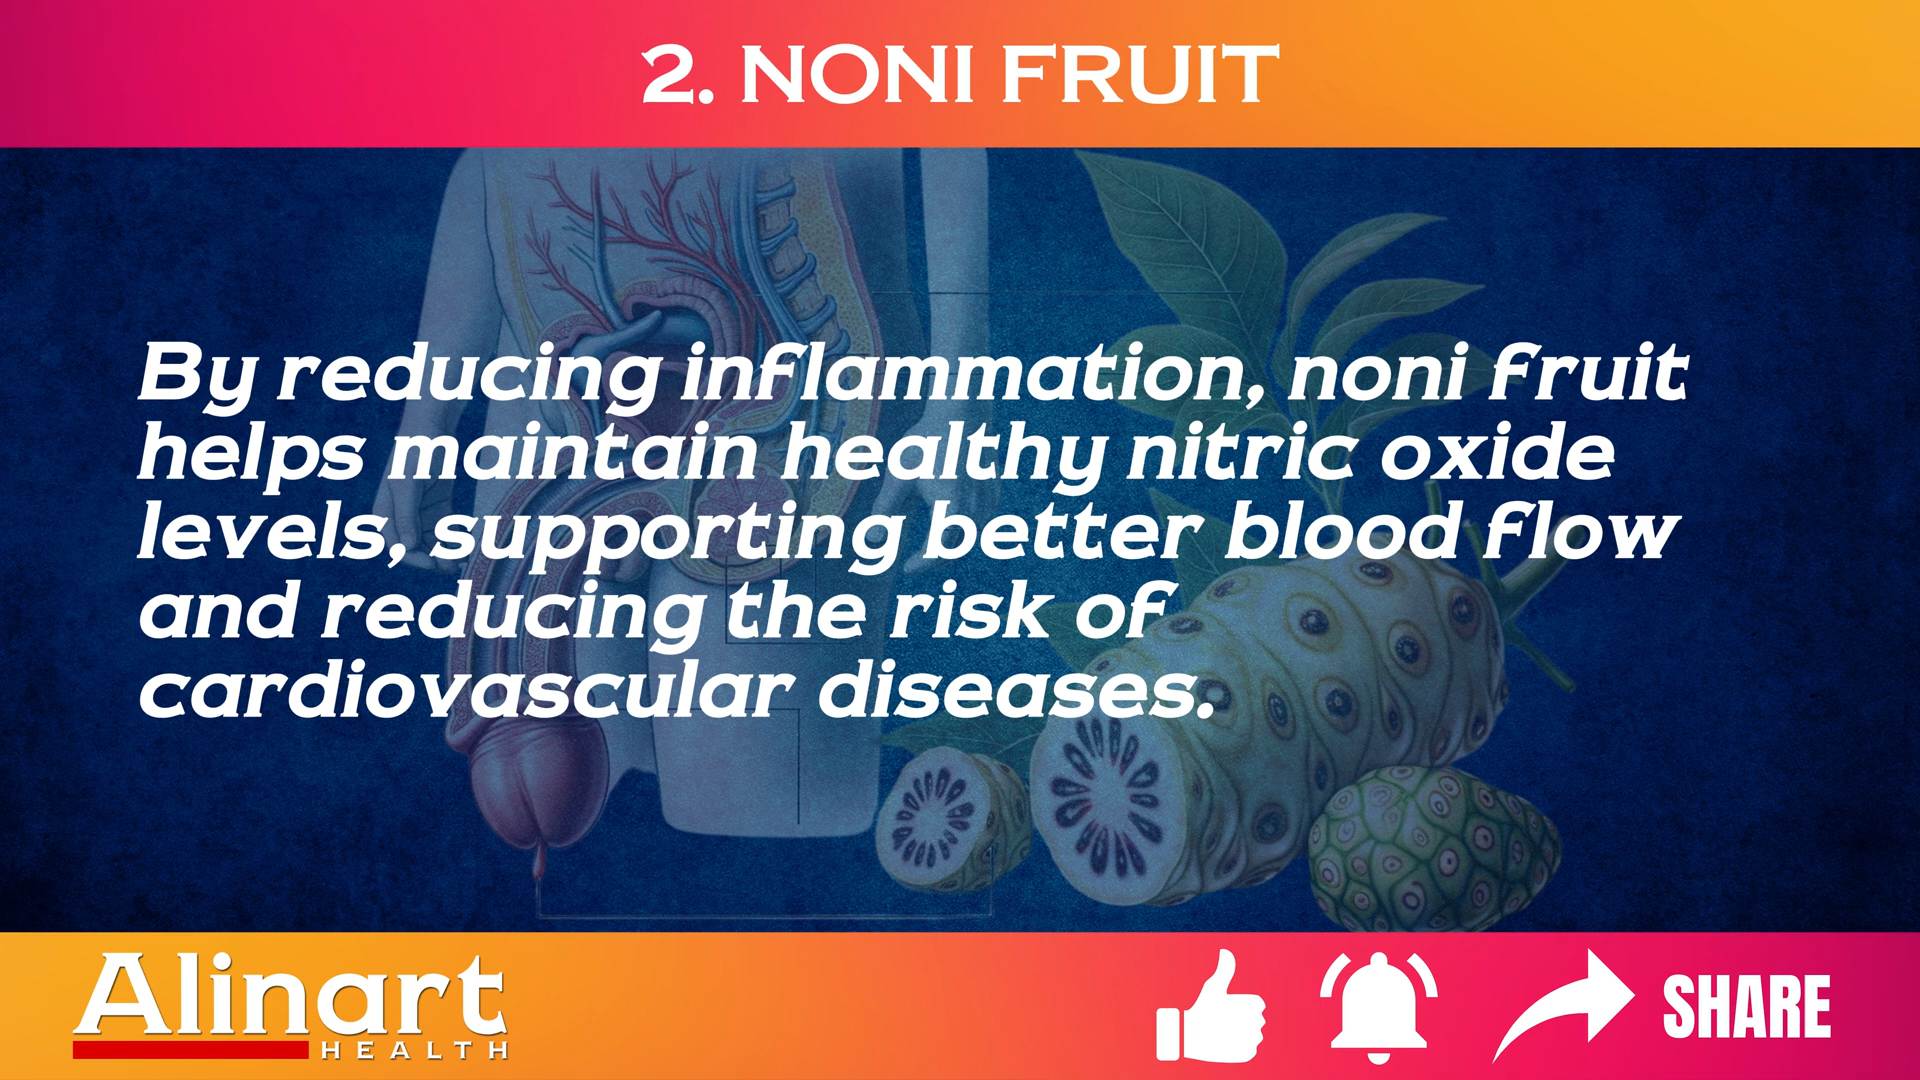 2. NONI FRUIT
By reducing inflammation, noni fruit
helps maintain healthy nitric oxide
levels, supporting better blood flow
and reducing the risk of
cardiovascular diseases.
Alinart
HEALTH
SHARE